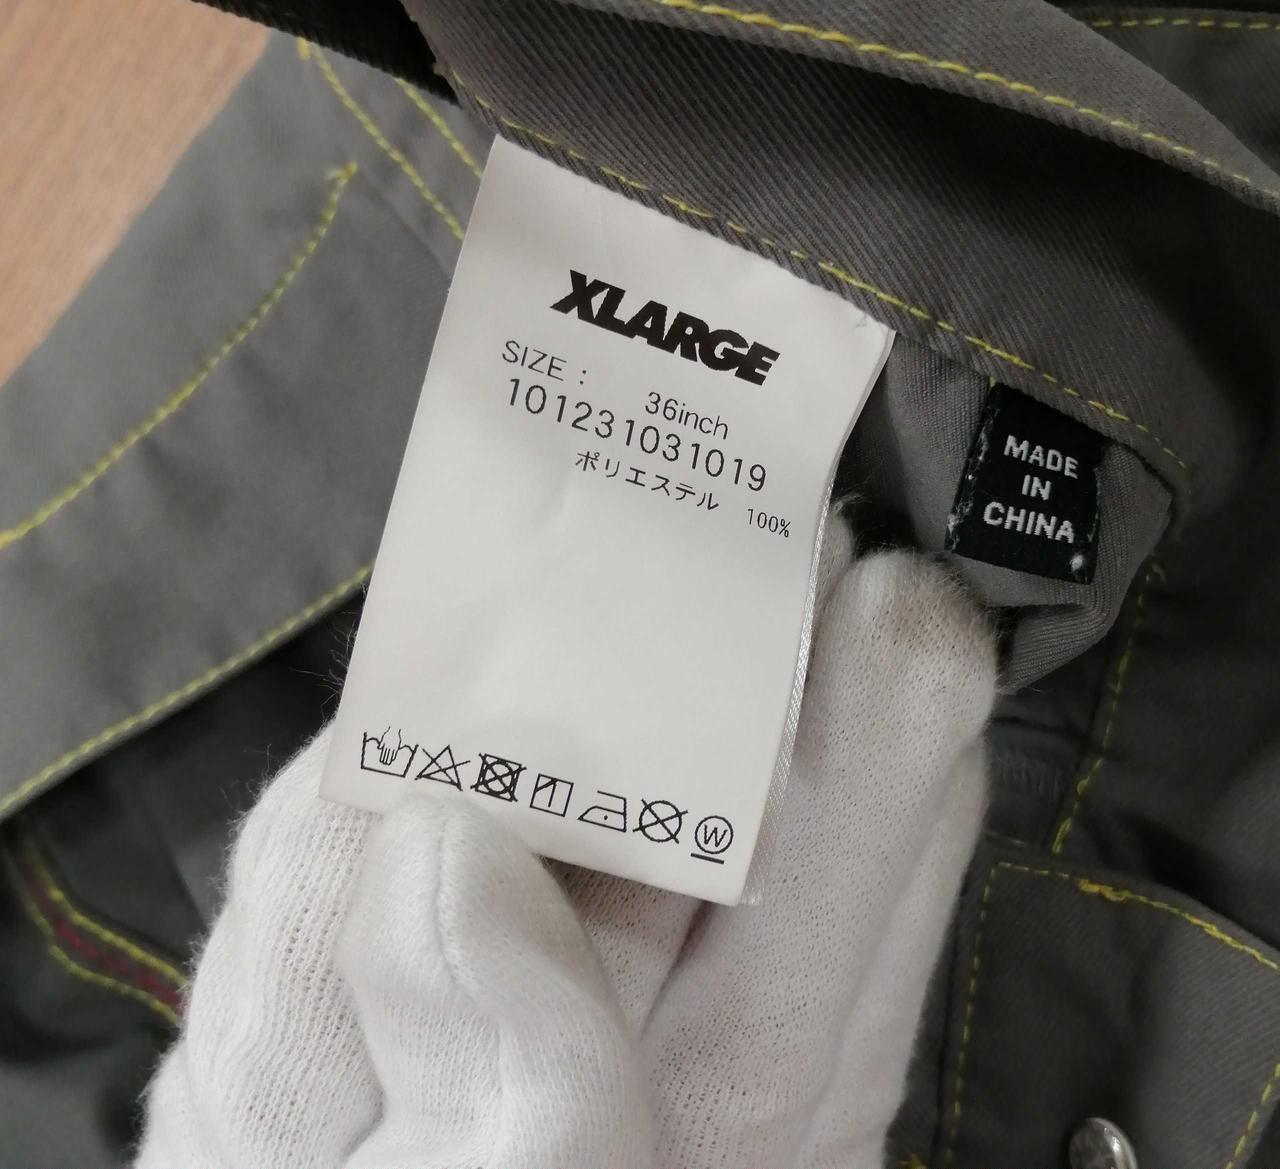 XLARGE
SIZE : 36inch
101231031019
ポリエステル 100%
W
MADE
IN
CHINA